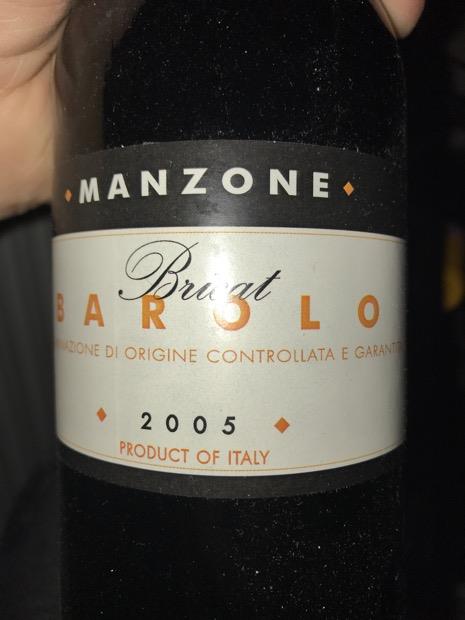 MANZONE
Bricat
BAROLO
DI ORIGINE CONTROLLATA E
2005
PRODUCT OF ITALY